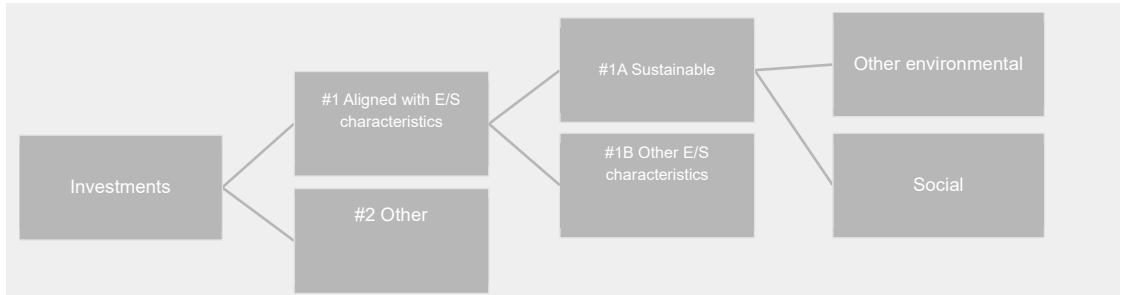 Investments
#1 Aligned with E/S
characteristics
#2 Other
#1A Sustainable
#1B Other E/S
characteristics
Other environmental
Social